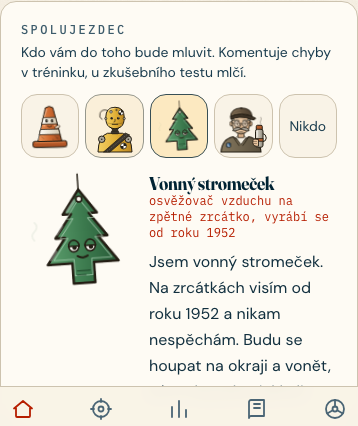 SPOLUJEZDEC
Kdo vám do toho bude mluvit. Komentuje chyby
v tréninku, u zkušebního testu mlčí.
Nikdo
Vonný stromeček
osvěžovač vzduchu na
zpětné zrcátko, vyrábí se
od roku 1952
Jsem vonný stromeček.
Na zrcátkách visím od
roku 1952 a nikam
nespěchám. Budu se
houpat na okraji a vonět,